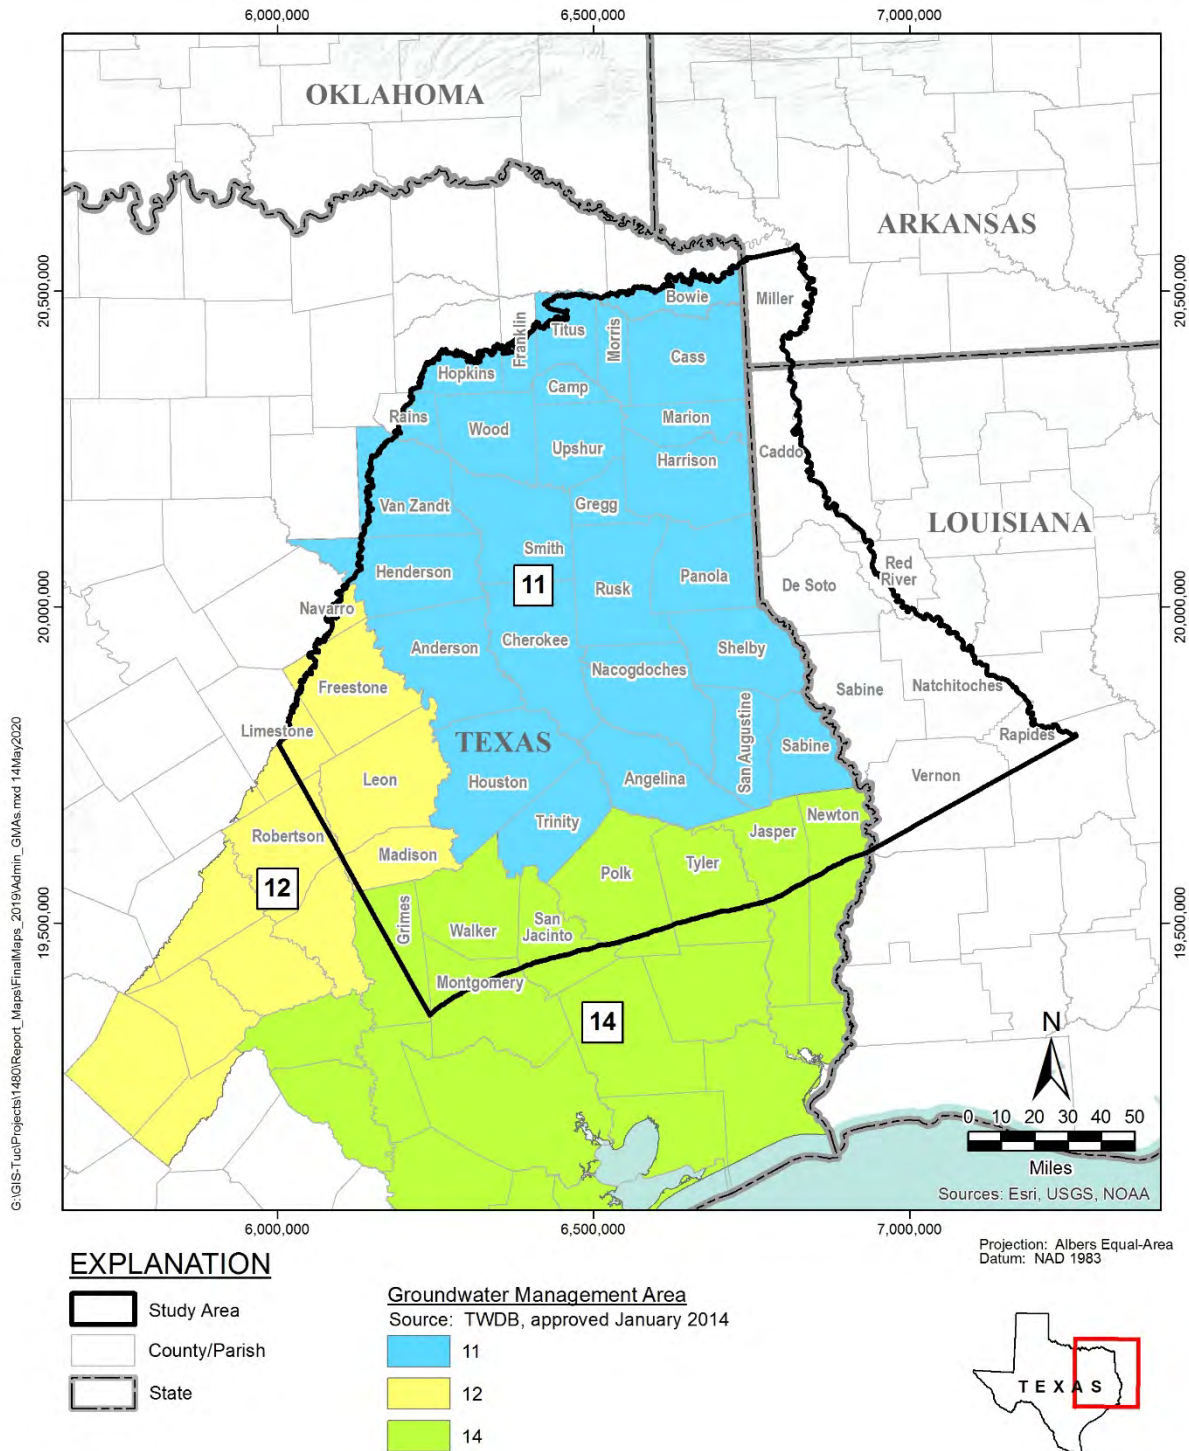 6,000,000
6,500,000
7,000,000
OKLAHOMA
ARKANSAS
20,500,000
20,500,000
Bowie
Miller
Franklin
Titus
Morris
Cass
Hopkins
Camp
Rains
Wood
Marion
Upshur
Caddo
Harrison
Van Zandt
Gregg
LOUISIANA
Smith
Henderson
11
Rusk
Panola
De Soto
Red
River
20,000,000
20,000,000
Navarro
Anderson
Cherokee
Shelby
Nacogdoches
Freestone
Sabine
Natchitoches
Limestone
TEXAS
San Augustine
Sabine
Rapides
Leon
Houston
Angelina
Vernon
Trinity
Newton
Jasper
Robertson
Madison
Polk
Tyler
12
19,500,000
19,500,000
Grimes
Walker
San
Jacinto
Montgomery
14
N
0 10 20 30 40 50
Miles
Sources: Esri, USGS, NOAA
G:\GIS-Tuc\Projects\1480\Report_Maps\FinalMaps_2019\Admin_GMAs.mxd 14May2020
6,000,000
6,500,000
7,000,000
Projection: Albers Equal-Area
Datum: NAD 1983
EXPLANATION
Study Area
County/Parish
State
Groundwater Management Area
Source: TWDB, approved January 2014
11
12
14
TEXAS